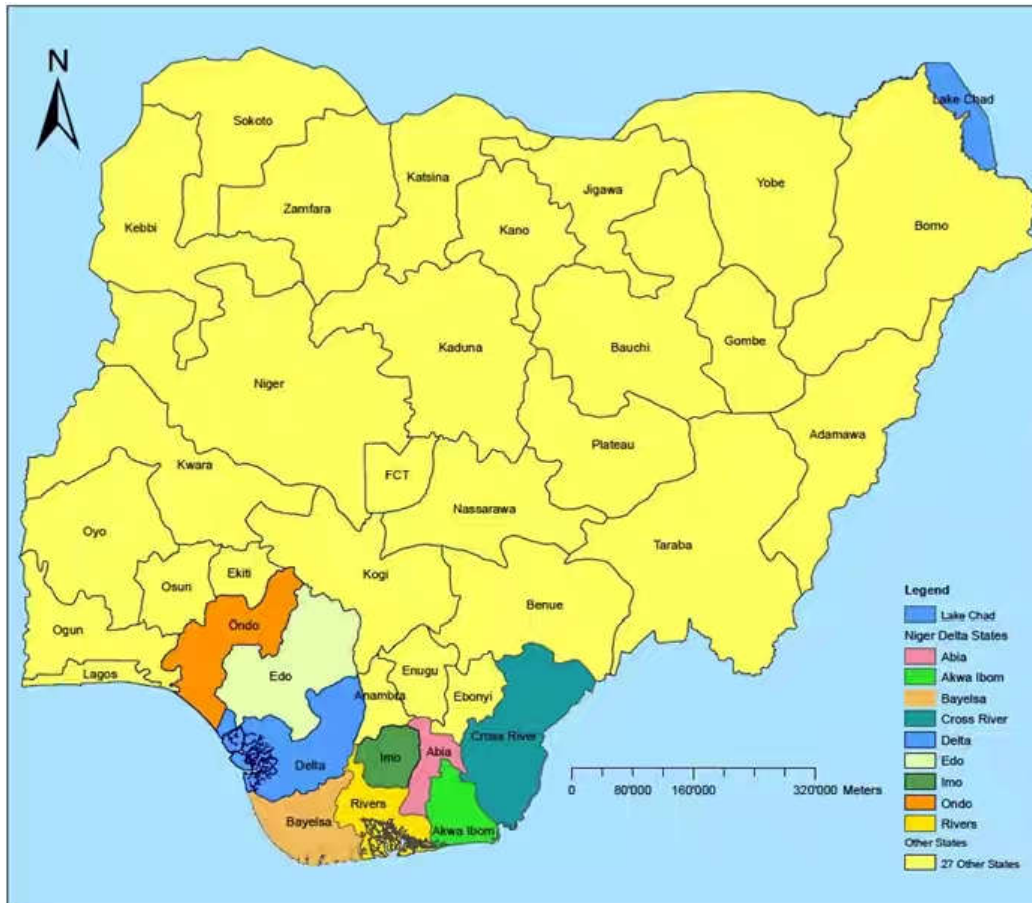 N
Lake Chad
Sokoto
Katsina
Jigawa
Yobe
Zamfara
Kebbi
Kano
Borno
Kaduna
Bauchi
Gombe
Niger
Adamawa
Plateau
Kwara
FCT
Nassarawa
Oyo
Taraba
Kogi
Ekiti
Osun
Benue
Ogun
Ondo
Lagos
Edo
Enugu
Anambra
Ebonyi
Cross River
Imo
Abia
Delta
Rivers
Bayelsa
Akwa Ibom
0 80'000 160'000 320'000 Meters
Legend
Lake Chad
Niger Delta States
Abia
Akwa Ibom
Bayelsa
Cross River
Delta
Edo
Imo
Ondo
Rivers
Other States
27 Other States